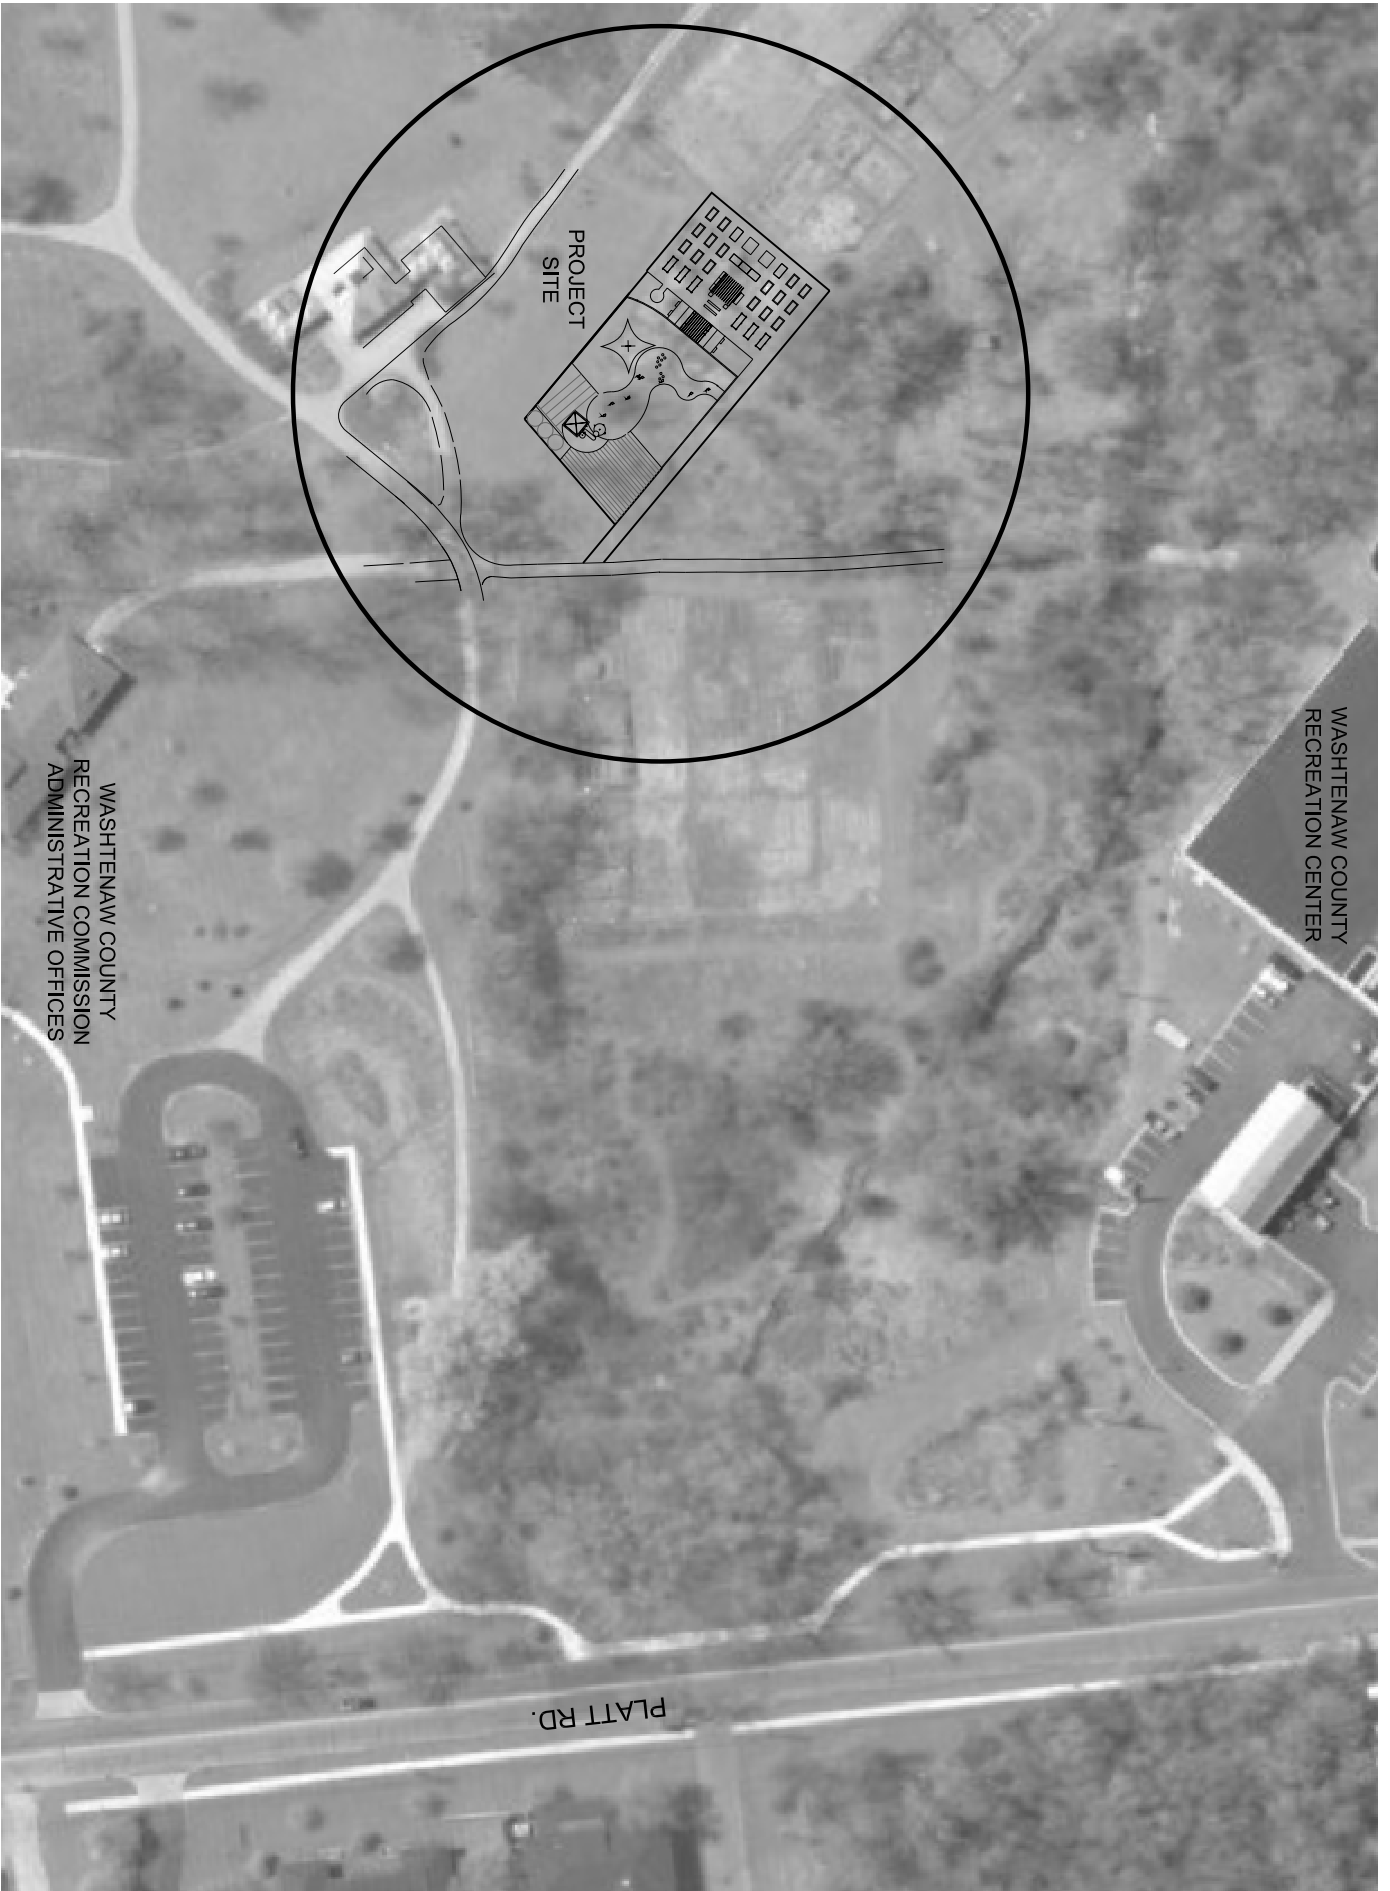 PROJECT
SITE
WASHTENAW COUNTY
RECREATION CENTER
WASHTENAW COUNTY
RECREATION COMMISSION
ADMINISTRATIVE OFFICES
PLATT RD.